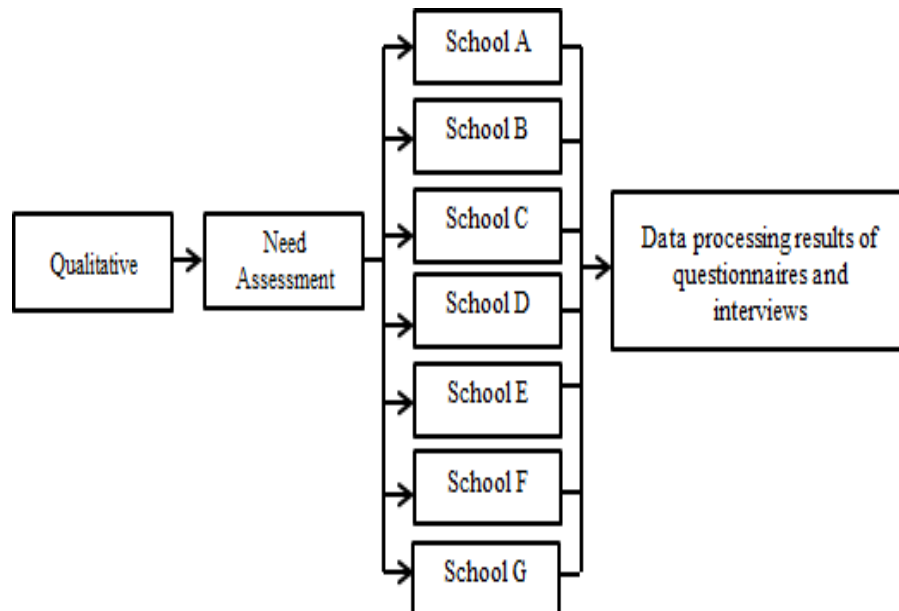 Qualitative
Need
Assessment
School A
School B
School C
School D
School E
School F
School G
Data processing results of
questionnaires and
interviews